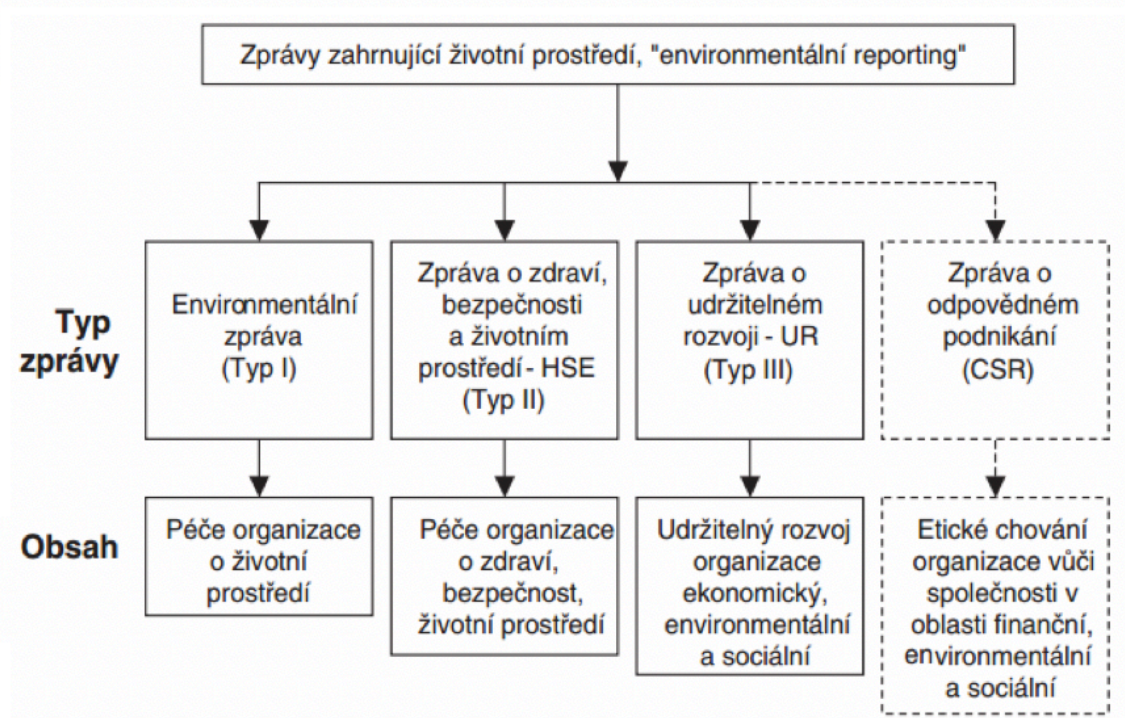 Zprávy zahrnující životní prostředí, "environmentální reporting"
Typ
zprávy
Environmentální
zpráva
(Typ I)
Zpráva o zdraví,
bezpečnosti
a životním
prostředí - HSE
(Typ II)
Zpráva o
udržitelném
rozvoji - UR
(Typ III)
Zpráva o
odpovědném
podnikání
(CSR)
Obsah
Péče organizace
o životní
prostředí
Péče organizace
o zdraví,
bezpečnost,
životní prostředí
Udržitelný rozvoj
organizace
ekonomický,
environmentální
a sociální
Etické chování
organizace vůči
společnosti v
oblasti finanční,
environmentální
a sociální